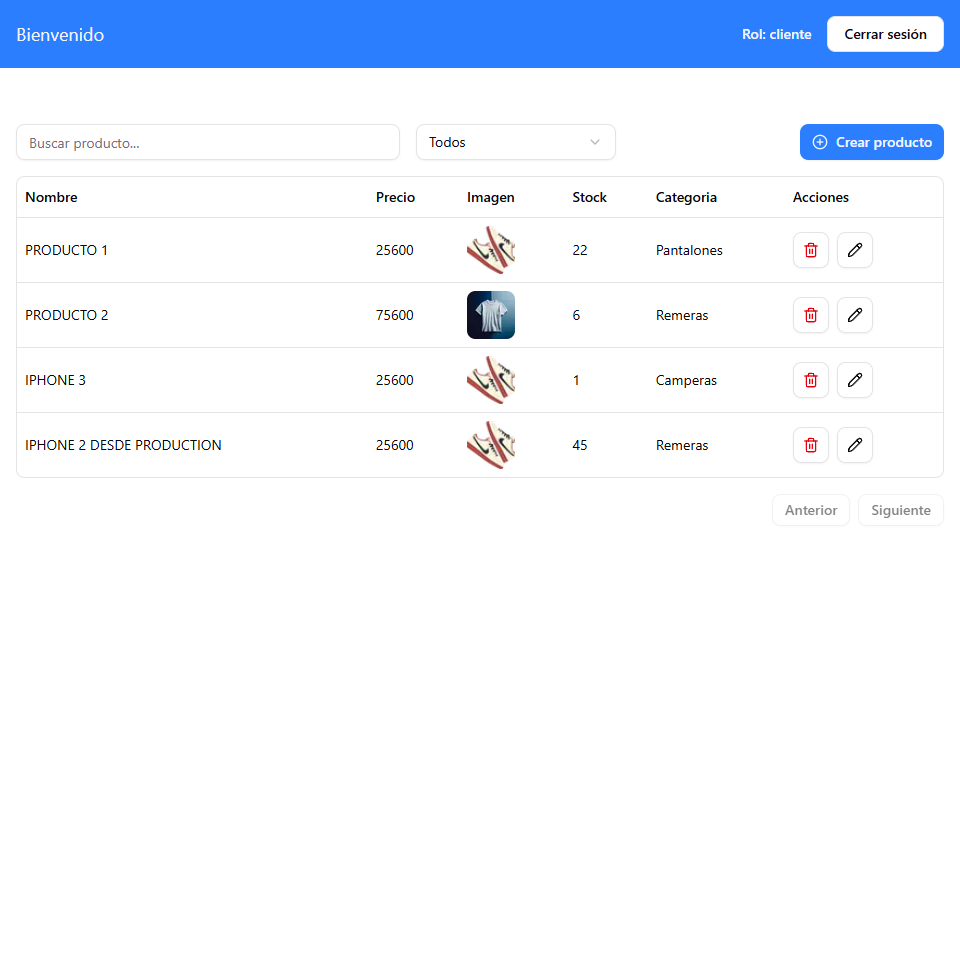 Bienvenido
Rol: cliente
Cerrar sesión
Buscar producto...
Todos
Crear producto
Nombre Precio Imagen Stock Categoria Acciones
PRODUCTO 1 25600 22 Pantalones
PRODUCTO 2 75600 6 Remeras
IPHONE 3 25600 1 Camperas
IPHONE 2 DESDE PRODUCTION 25600 45 Remeras
Anterior
Siguiente